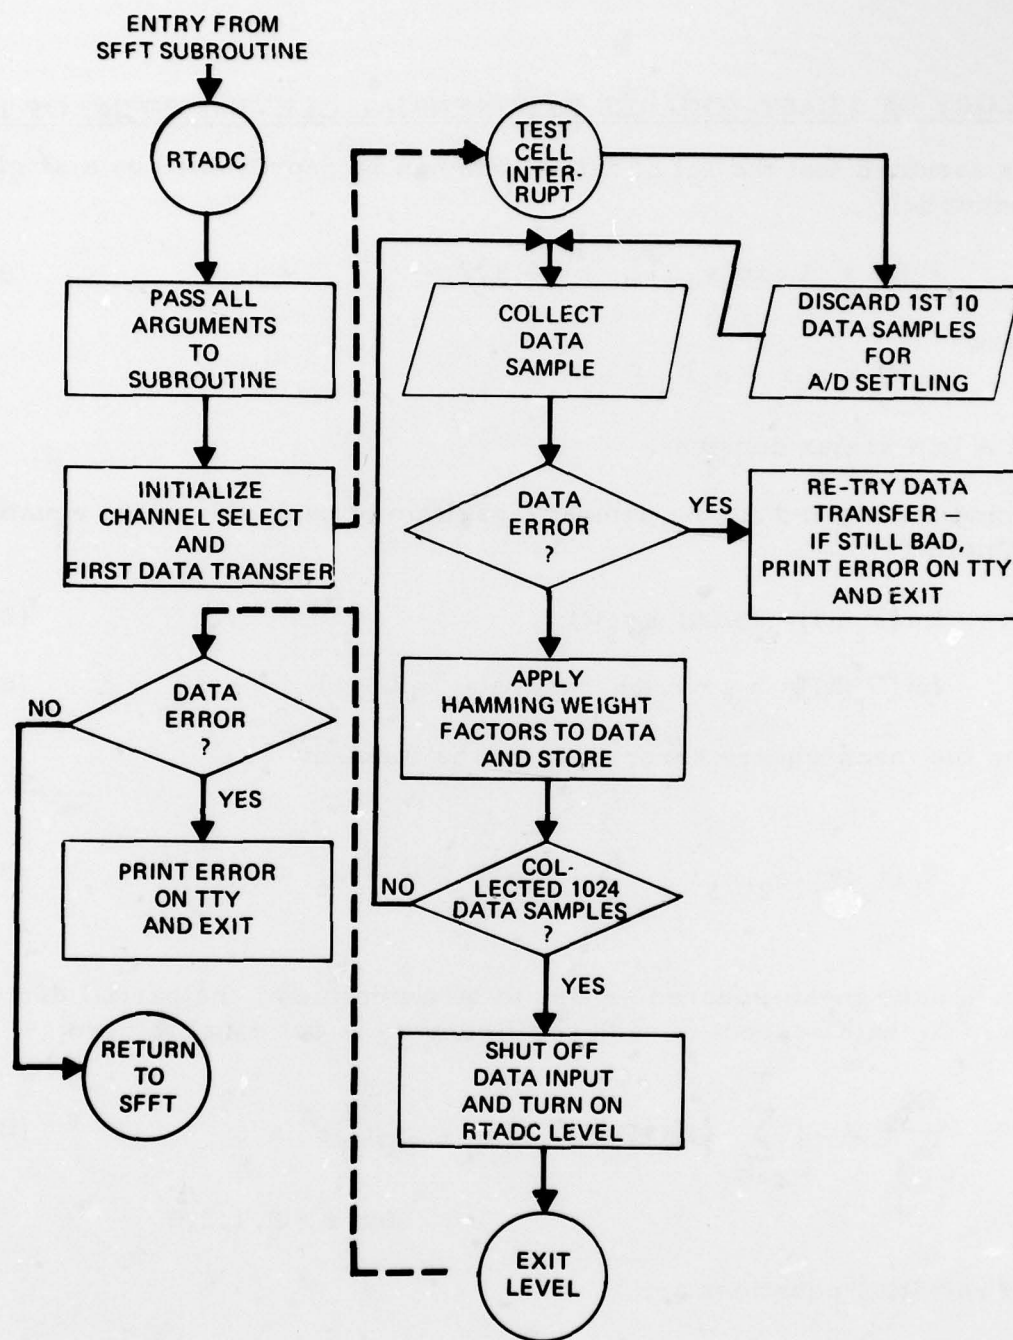 ENTRY FROM
SFFT SUBROUTINE
RTADC
PASS ALL
ARGUMENTS
TO
SUBROUTINE
INITIALIZE
CHANNEL SELECT
AND
FIRST DATA TRANSFER
DATA
ERROR
?
NO
YES
PRINT ERROR
ON TTY
AND EXIT
RETURN
TO
SFFT
TEST
CELL
INTER-
RUPT
DISCARD 1ST 10
DATA SAMPLES
FOR
A/D SETTLING
COLLECT
DATA
SAMPLE
DATA
ERROR
?
YES
RE-TRY DATA
TRANSFER –
IF STILL BAD,
PRINT ERROR ON TTY
AND EXIT
APPLY
HAMMING WEIGHT
FACTORS TO DATA
AND STORE
COL-
LECTED 1024
DATA SAMPLES
?
NO
YES
SHUT OFF
DATA INPUT
AND TURN ON
RTADC LEVEL
EXIT
LEVEL